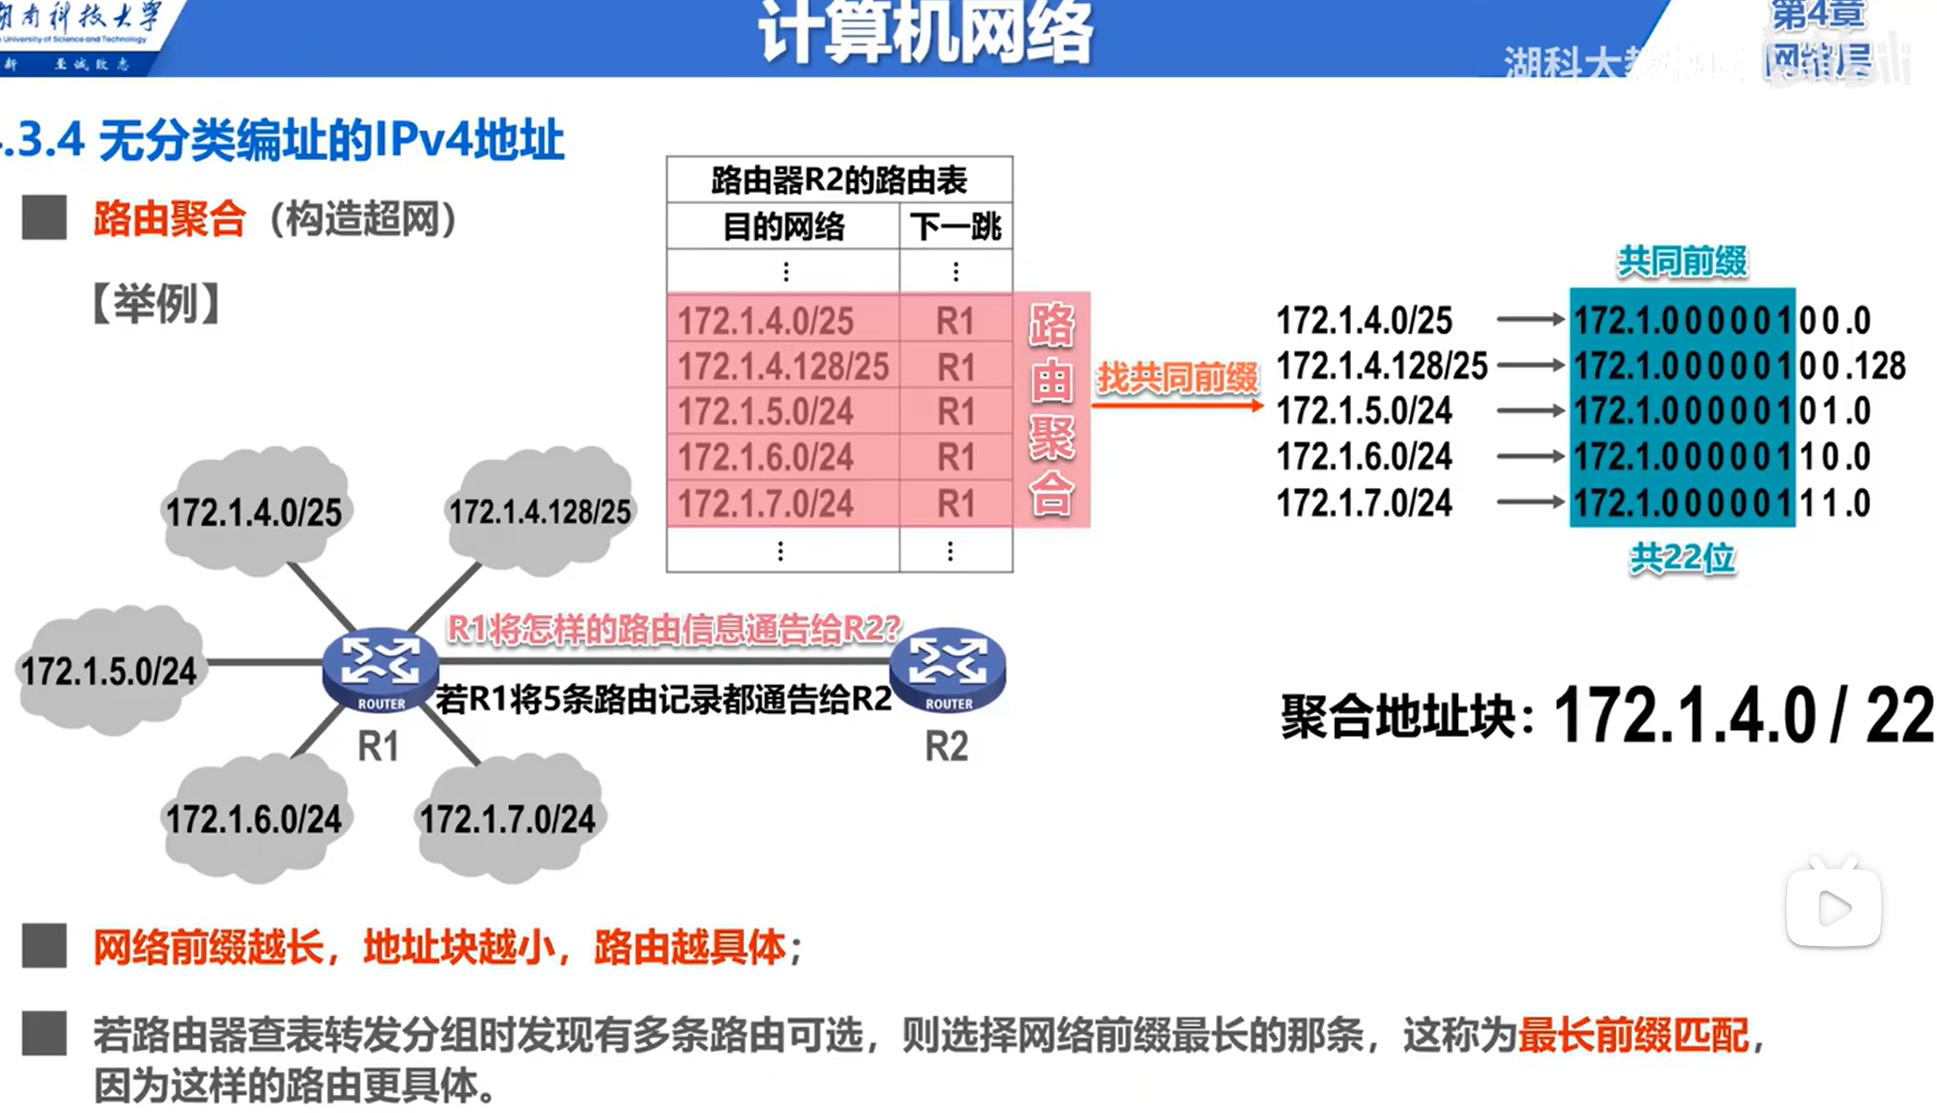 湖南科技大学
University of Science and Technology
新 至诚致志
计算机网络
第4章
网络层
湖科大教
.3.4 无分类编址的IPv4地址
路由聚合（构造超网）
【举例】
路由器R2的路由表
目的网络 下一跳
⋮ ⋮
172.1.4.0/25 R1
172.1.4.128/25 R1
172.1.5.0/24 R1
172.1.6.0/24 R1
172.1.7.0/24 R1
⋮ ⋮
路由聚合
找共同前缀
共同前缀
172.1.4.0/25 172.1.00000100.0
172.1.4.128/25 172.1.00000100.128
172.1.5.0/24 172.1.00000101.0
172.1.6.0/24 172.1.00000110.0
172.1.7.0/24 172.1.00000111.0
共22位
聚合地址块：172.1.4.0 / 22
172.1.4.0/25
172.1.4.128/25
172.1.5.0/24
172.1.6.0/24
172.1.7.0/24
R1将怎样的路由信息通告给R2？
若R1将5条路由记录都通告给R2
ROUTER
R1
ROUTER
R2
网络前缀越长，地址块越小，路由越具体；
若路由器查表转发分组时发现有多条路由可选，则选择网络前缀最长的那条，这称为最长前缀匹配，
因为这样的路由更具体。